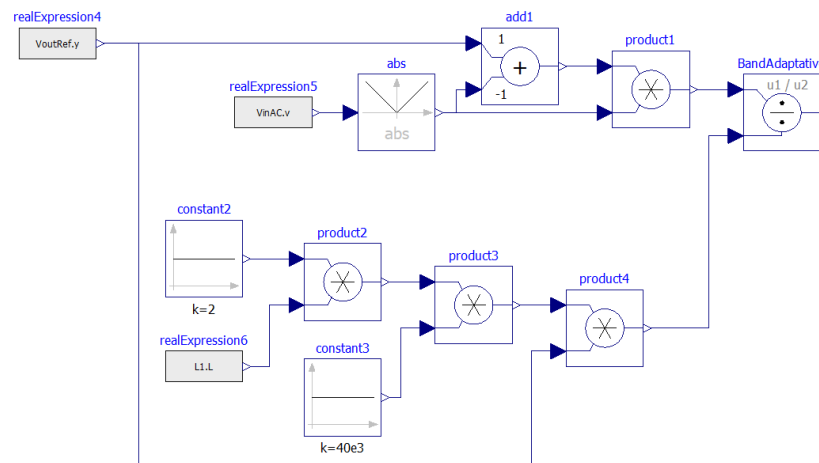 realExpression4
VoutRef.y
add1
1
+
-1
product1
BandAdaptativ
u1 / u2
abs
realExpression5
VinAC.v
abs
constant2
k=2
product2
product3
product4
realExpression6
L1.L
constant3
k=40e3